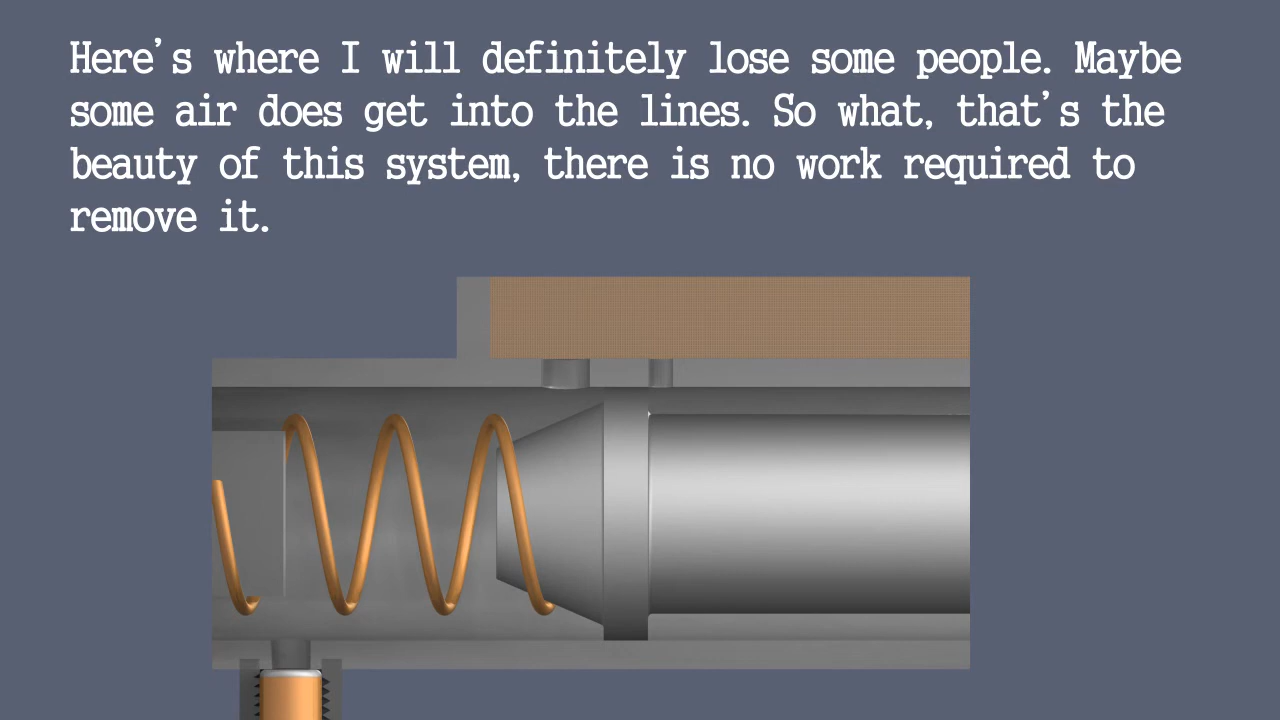 Here's where I will definitely lose some people. Maybe
some air does get into the lines. So what, that's the
beauty of this system, there is no work required to
remove it.